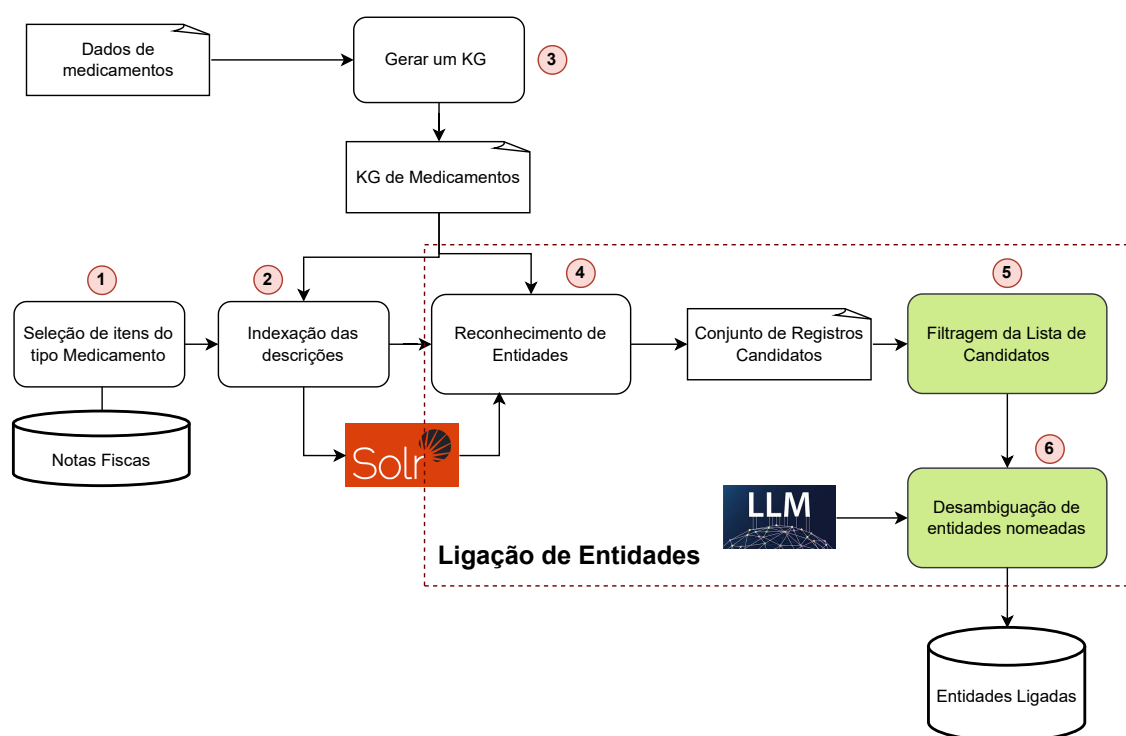 Dados de
medicamentos
Gerar um KG
3
KG de Medicamentos
1
2
4
5
Seleção de itens do
tipo Medicamento
Indexação das
descrições
Reconhecimento de
Entidades
Conjunto de Registros
Candidatos
Filtragem da Lista de
Candidatos
Notas Fiscas
Solr
6
LLM
Desambiguação de
entidades nomeadas
Ligação de Entidades
Entidades Ligadas